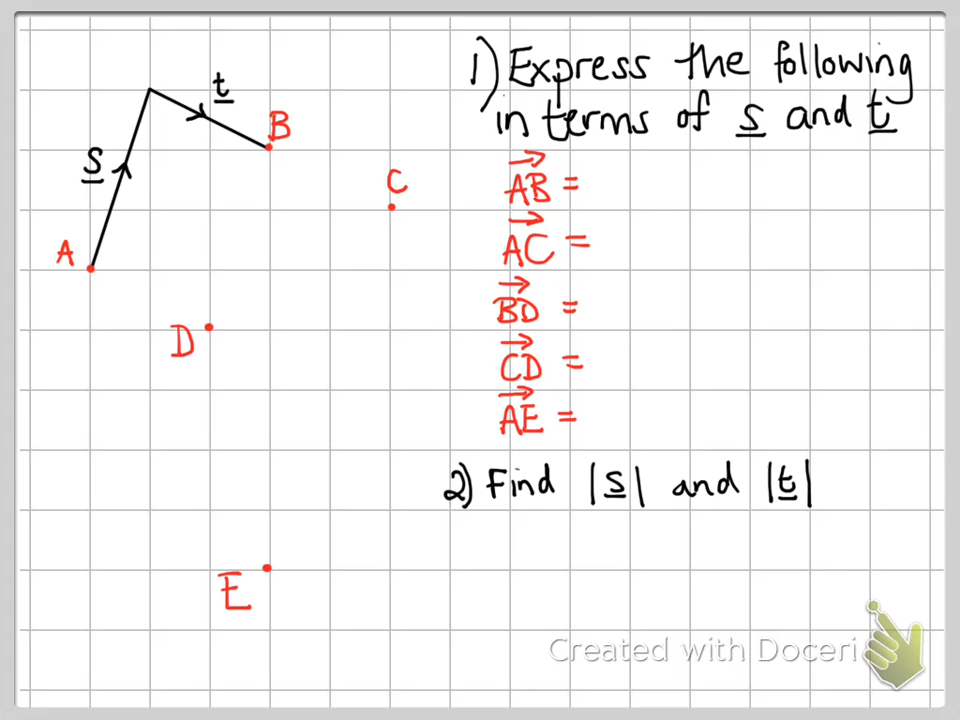 1) Express the following
in terms of s and t
t
B
s
C
A
AB =
AC =
BD =
D
CD =
AE =
2) Find |s| and |t|
E
Created with Doceri